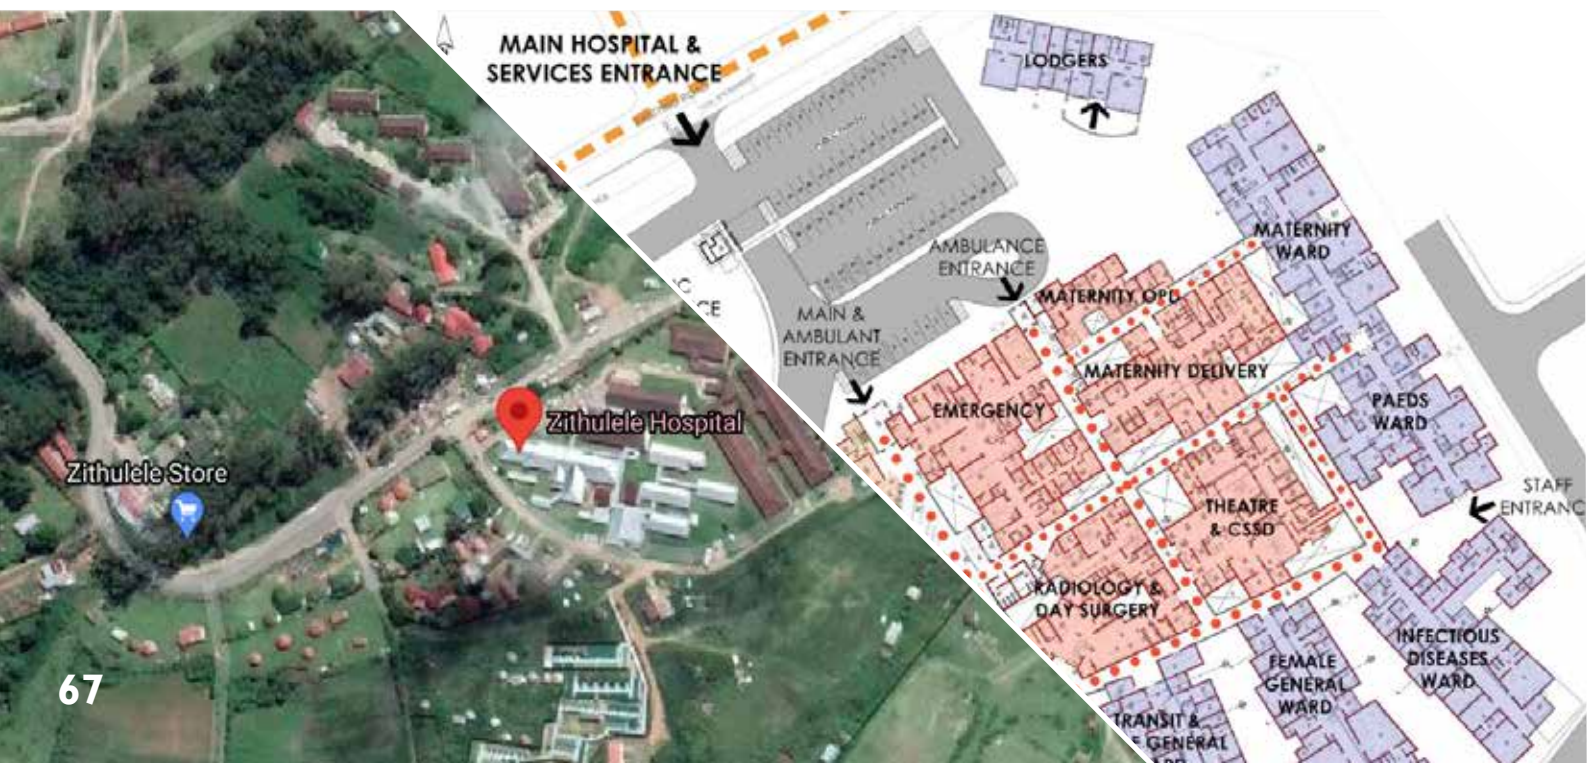 MAIN HOSPITAL &
SERVICES ENTRANCE
LODGERS
MATERNITY
WARD
AMBULANCE
ENTRANCE
MATERNITY OPD
MAIN &
AMBULANT
ENTRANCE
CE
MATERNITY DELIVERY
EMERGENCY
PAEDS
WARD
Zithulele Hospital
Zithulele Store
THEATRE
& CSSD
STAFF
ENTRANC
RADIOLOGY &
DAY SURGERY
INFECTIOUS
DISEASES
WARD
FEMALE
GENERAL
WARD
TRANSIT &
E GENERAL
67